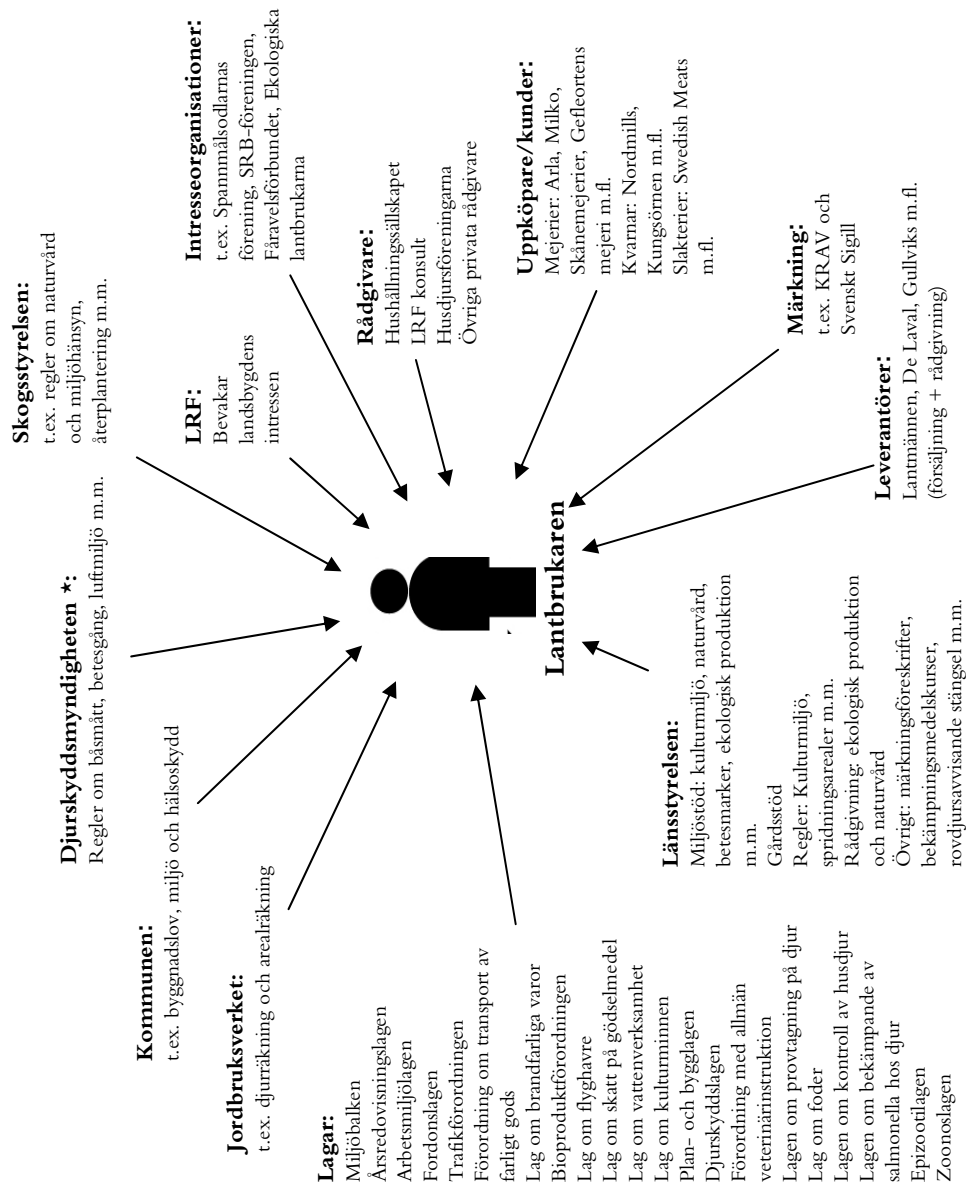 Skogsstyrelsen:
t.ex. regler om naturvård
och miljöhänsyn,
återplantering m.m.
Djurskyddsmyndigheten *:
Regler om båsmått, betesgång, luftmiljö m.m.
Kommunen:
t.ex. byggnadslov, miljö och hälsoskydd
Jordbruksverket:
t.ex. djurräkning och arealräkning
Lagar:
Miljöbalken
Årsredovisningslagen
Arbetsmiljölagen
Fordonslagen
Trafikförordningen
Förordning om transport av
farligt gods
Lag om brandfarliga varor
Bioproduktförordningen
Lag om flyghavre
Lag om skatt på gödselmedel
Lag om vattenverksamhet
Lag om kulturminnen
Plan- och bygglagen
Djurskyddslagen
Förordning med allmän
veterinärinstruktion
Lagen om provtagning på djur
Lag om foder
Lagen om kontroll av husdjur
Lagen om bekämpande av
salmonella hos djur
Epizootilagen
Zoonoslagen
LRF:
Bevakar
landsbygdens
intressen
Intresseorganisationer:
t.ex. Spannmålsodlarnas
förening, SRB-föreningen,
Fåravelsförbundet, Ekologiska
lantbrukarna
Rådgivare:
Hushållningssällskapet
LRF konsult
Husdjursföreningarna
Övriga privata rådgivare
Uppköpare/kunder:
Mejerier: Arla, Milko,
Skånemejerier, Gefleortens
mejeri m.fl.
Kvarnar: Nordmills,
Kungsörnen m.fl.
Slakterier: Swedish Meats
m.fl.
Lantbrukaren
Märkning:
t.ex. KRAV och
Svenskt Sigill
Leverantörer:
Lantmännen, De Laval, Gullviks m.fl.
(försäljning + rådgivning)
Länsstyrelsen:
Miljöstöd: kulturmiljö, naturvård,
betesmarker, ekologisk produktion
m.m.
Gårdsstöd
Regler: Kulturmiljö,
spridningsarealer m.m.
Rådgivning: ekologisk produktion
och naturvård
Övrigt: märkningsföreskrifter,
bekämpningsmedelskurser,
rovdjursavvisande stängsel m.m.